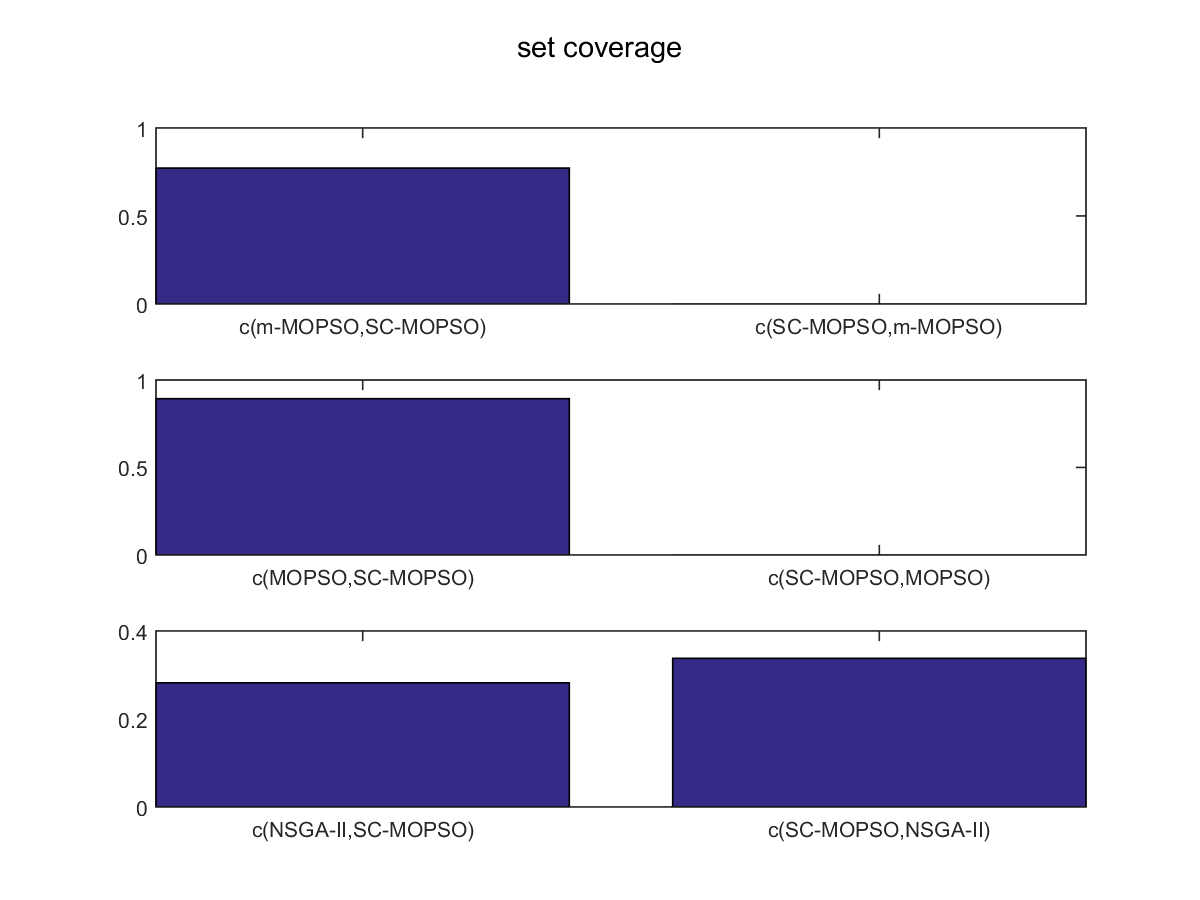 set coverage
1
0.5
0
c(m-MOPSO,SC-MOPSO) c(SC-MOPSO,m-MOPSO)
1
0.5
0
c(MOPSO,SC-MOPSO) c(SC-MOPSO,MOPSO)
0.4
0.2
0
c(NSGA-II,SC-MOPSO) c(SC-MOPSO,NSGA-II)